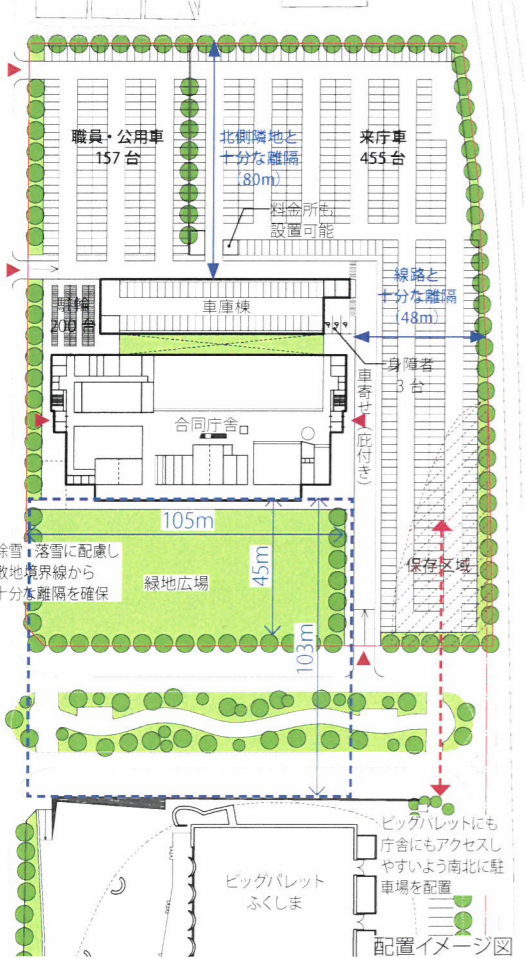 職員・公用車
157 台
北側隣地と
十分な離隔
（80m）
来庁車
455 台
料金所も
設置可能
線路と
十分な離隔
（48m）
駐輪
200 台
車庫棟
身障者
3 台
車寄せ（庇付き）
合同庁舎
105m
除雪・落雪に配慮し
敷地境界線から
十分な離隔を確保
緑地広場
45m
保存区域
103m
ビッグパレットにも
庁舎にもアクセスし
やすいよう南北に駐
車場を配置
ビッグパレット
ふくしま
配置イメージ図